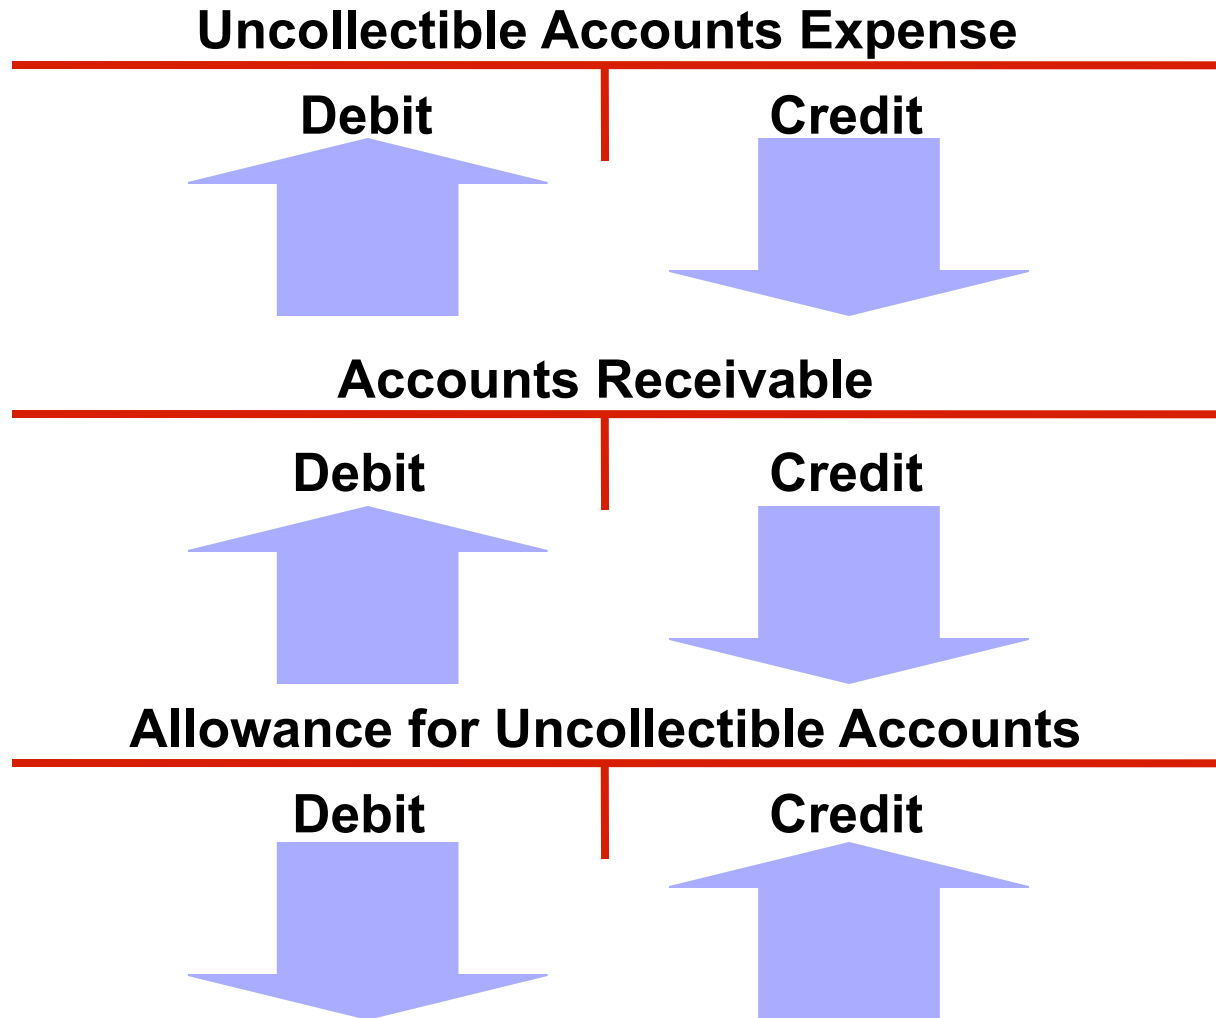 Uncollectible Accounts Expense
Debit Credit
Accounts Receivable
Debit Credit
Allowance for Uncollectible Accounts
Debit Credit